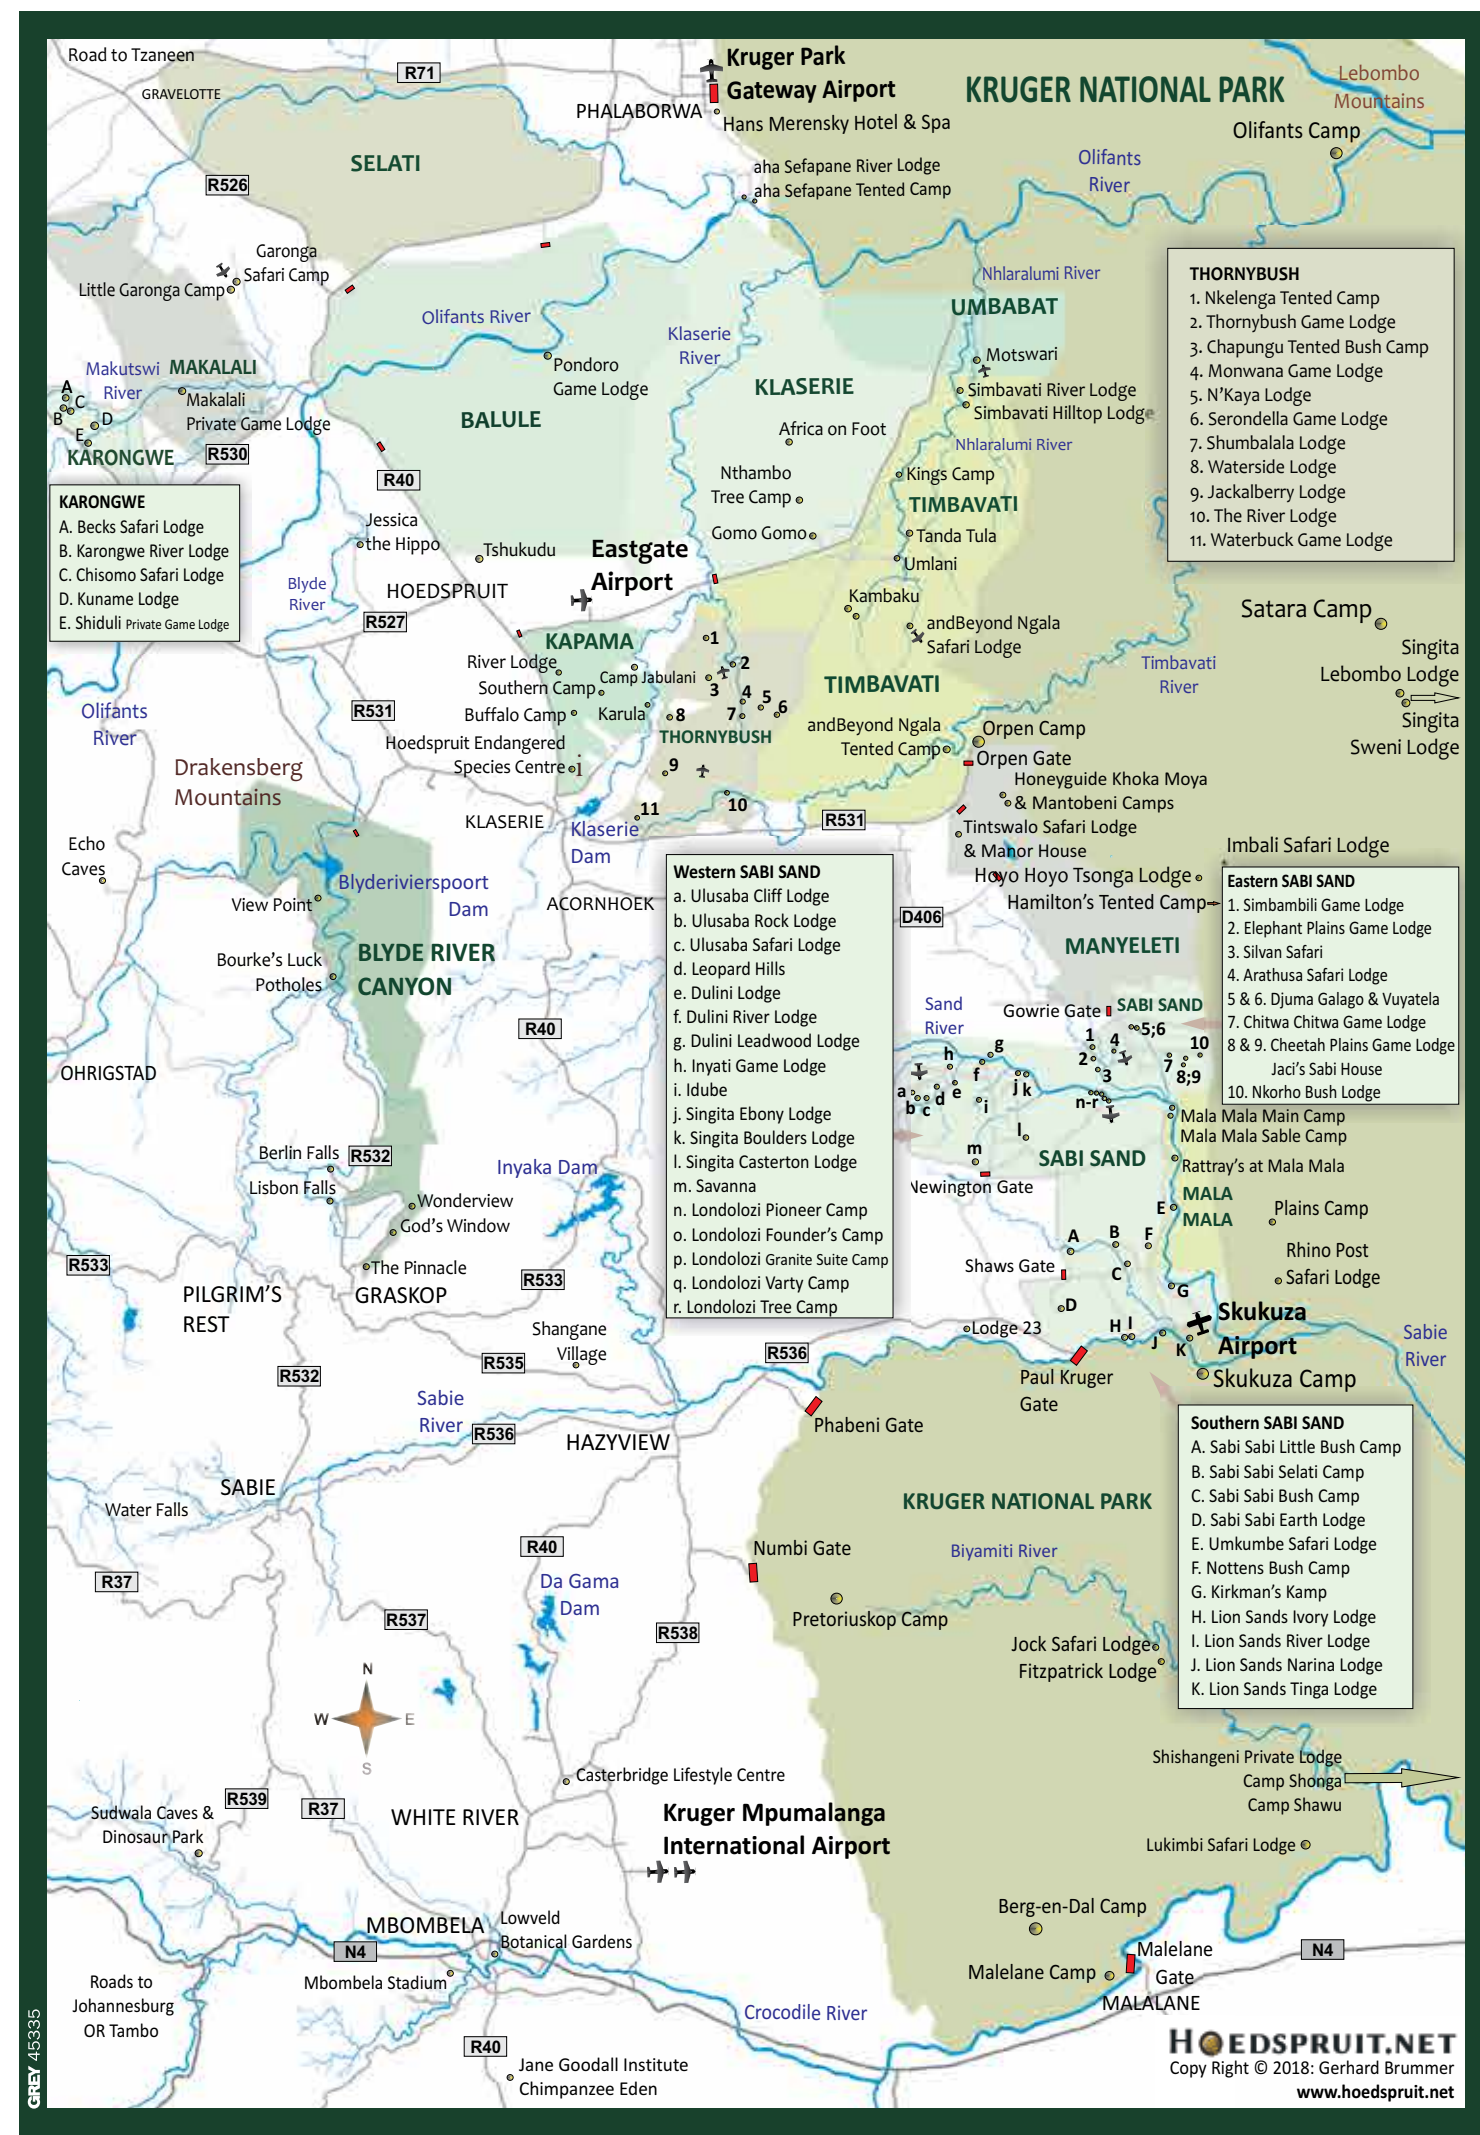 Road to Tzaneen
R71
GRAVELOTTE
Kruger Park
Gateway Airport
PHALABORWA
Hans Merensky Hotel & Spa
KRUGER NATIONAL PARK
Lebombo
Mountains
Olifants Camp
SELATI
R526
aha Sefapane River Lodge
aha Sefapane Tented Camp
Olifants
River
Garonga
Safari Camp
Little Garonga Camp
Olifants River
Klaserie
River
Nhlaralumi River
UMBABAT
Makutswi
River
MAKALALI
Makalali
Private Game Lodge
A
B
C
D
E
KARONGWE
R530
Pondoro
Game Lodge
BALULE
KLASERIE
Motswari
Simbavati River Lodge
Simbavati Hilltop Lodge
Africa on Foot
Nhlaralumi River
R40
Nthambo
Tree Camp
Kings Camp
TIMBAVATI
Gomo Gomo
Tanda Tula
Umlani
THORNYBUSH
1. Nkelenga Tented Camp
2. Thornybush Game Lodge
3. Chapungu Tented Bush Camp
4. Monwana Game Lodge
5. N'Kaya Lodge
6. Serondella Game Lodge
7. Shumbalala Lodge
8. Waterside Lodge
9. Jackalberry Lodge
10. The River Lodge
11. Waterbuck Game Lodge
KARONGWE
A. Becks Safari Lodge
B. Karongwe River Lodge
C. Chisomo Safari Lodge
D. Kuname Lodge
E. Shiduli Private Game Lodge
Jessica
the Hippo
Tshukudu
Eastgate
Airport
Blyde
River
HOEDSPRUIT
R527
Kambaku
andBeyond Ngala
Safari Lodge
Satara Camp
Singita
Lebombo Lodge
Singita
Sweni Lodge
Timbavati
River
KAPAMA
River Lodge
Southern Camp
Camp Jabulani
Buffalo Camp
Karula
1
2
3
4
5
6
7
8
THORNYBUSH
9
10
11
TIMBAVATI
Olifants
River
R531
Hoedspruit Endangered
Species Centre
i
andBeyond Ngala
Tented Camp
Orpen Camp
Orpen Gate
Honeyguide Khoka Moya
& Mantobeni Camps
Drakensberg
Mountains
KLASERIE
Klaserie
Dam
R531
Tintswalo Safari Lodge
& Manor House
Imbali Safari Lodge
Hoyo Hoyo Tsonga Lodge
Hamilton's Tented Camp
Echo
Caves
Blyderivierspoort
Dam
View Point
ACORNHOEK
D406
MANYELETI
BLYDE RIVER
CANYON
Bourke's Luck
Potholes
Western SABI SAND
a. Ulusaba Cliff Lodge
b. Ulusaba Rock Lodge
c. Ulusaba Safari Lodge
d. Leopard Hills
e. Dulini Lodge
f. Dulini River Lodge
g. Dulini Leadwood Lodge
h. Inyati Game Lodge
i. Idube
j. Singita Ebony Lodge
k. Singita Boulders Lodge
l. Singita Casterton Lodge
m. Savanna
n. Londolozi Pioneer Camp
o. Londolozi Founder's Camp
p. Londolozi Granite Suite Camp
q. Londolozi Varty Camp
r. Londolozi Tree Camp
Eastern SABI SAND
1. Simbambili Game Lodge
2. Elephant Plains Game Lodge
3. Silvan Safari
4. Arathusa Safari Lodge
5 & 6. Djuma Galago & Vuyatela
7. Chitwa Chitwa Game Lodge
8 & 9. Cheetah Plains Game Lodge
Jaci's Sabi House
10. Nkorho Bush Lodge
Sand
River
Gowrie Gate
SABI SAND
1
2
3
4
5;6
7
8;9
10
a
b
c
d
e
f
g
h
i
j
k
l
m
n-r
R40
OHRIGSTAD
Mala Mala Main Camp
Mala Mala Sable Camp
Rattray's at Mala Mala
SABI SAND
Newington Gate
MALA
MALA
Plains Camp
Rhino Post
Safari Lodge
Berlin Falls
R532
Lisbon Falls
Inyaka Dam
Wonderview
God's Window
The Pinnacle
GRASKOP
R533
R533
PILGRIM'S
REST
A
B
C
D
E
F
G
H
I
J
K
Shaws Gate
Lodge 23
Skukuza
Airport
Skukuza Camp
Sabie
River
Shangane
Village
R535
R536
R532
Paul Kruger
Gate
Phabeni Gate
Sabie
River
R536
HAZYVIEW
SABIE
Water Falls
KRUGER NATIONAL PARK
Southern SABI SAND
A. Sabi Sabi Little Bush Camp
B. Sabi Sabi Selati Camp
C. Sabi Sabi Bush Camp
D. Sabi Sabi Earth Lodge
E. Umkumbe Safari Lodge
F. Nottens Bush Camp
G. Kirkman's Kamp
H. Lion Sands Ivory Lodge
I. Lion Sands River Lodge
J. Lion Sands Narina Lodge
K. Lion Sands Tinga Lodge
R40
Numbi Gate
Biyamiti River
R37
Da Gama
Dam
Pretoriuskop Camp
R537
R538
Jock Safari Lodge
Fitzpatrick Lodge
N
W
E
S
Shishangeni Private Lodge
Camp Shonga
Camp Shawu
Casterbridge Lifestyle Centre
R539
R37
WHITE RIVER
Kruger Mpumalanga
International Airport
Sudwala Caves &
Dinosaur Park
Lukimbi Safari Lodge
MBOMBELA
Lowveld
Botanical Gardens
Berg-en-Dal Camp
N4
Malelane
Gate
N4
Roads to
Johannesburg
OR Tambo
Mbombela Stadium
Malelane Camp
MALALANE
Crocodile River
R40
Jane Goodall Institute
Chimpanzee Eden
HOEDSPRUIT.NET
Copy Right © 2018: Gerhard Brummer
www.hoedspruit.net
GREY 45335